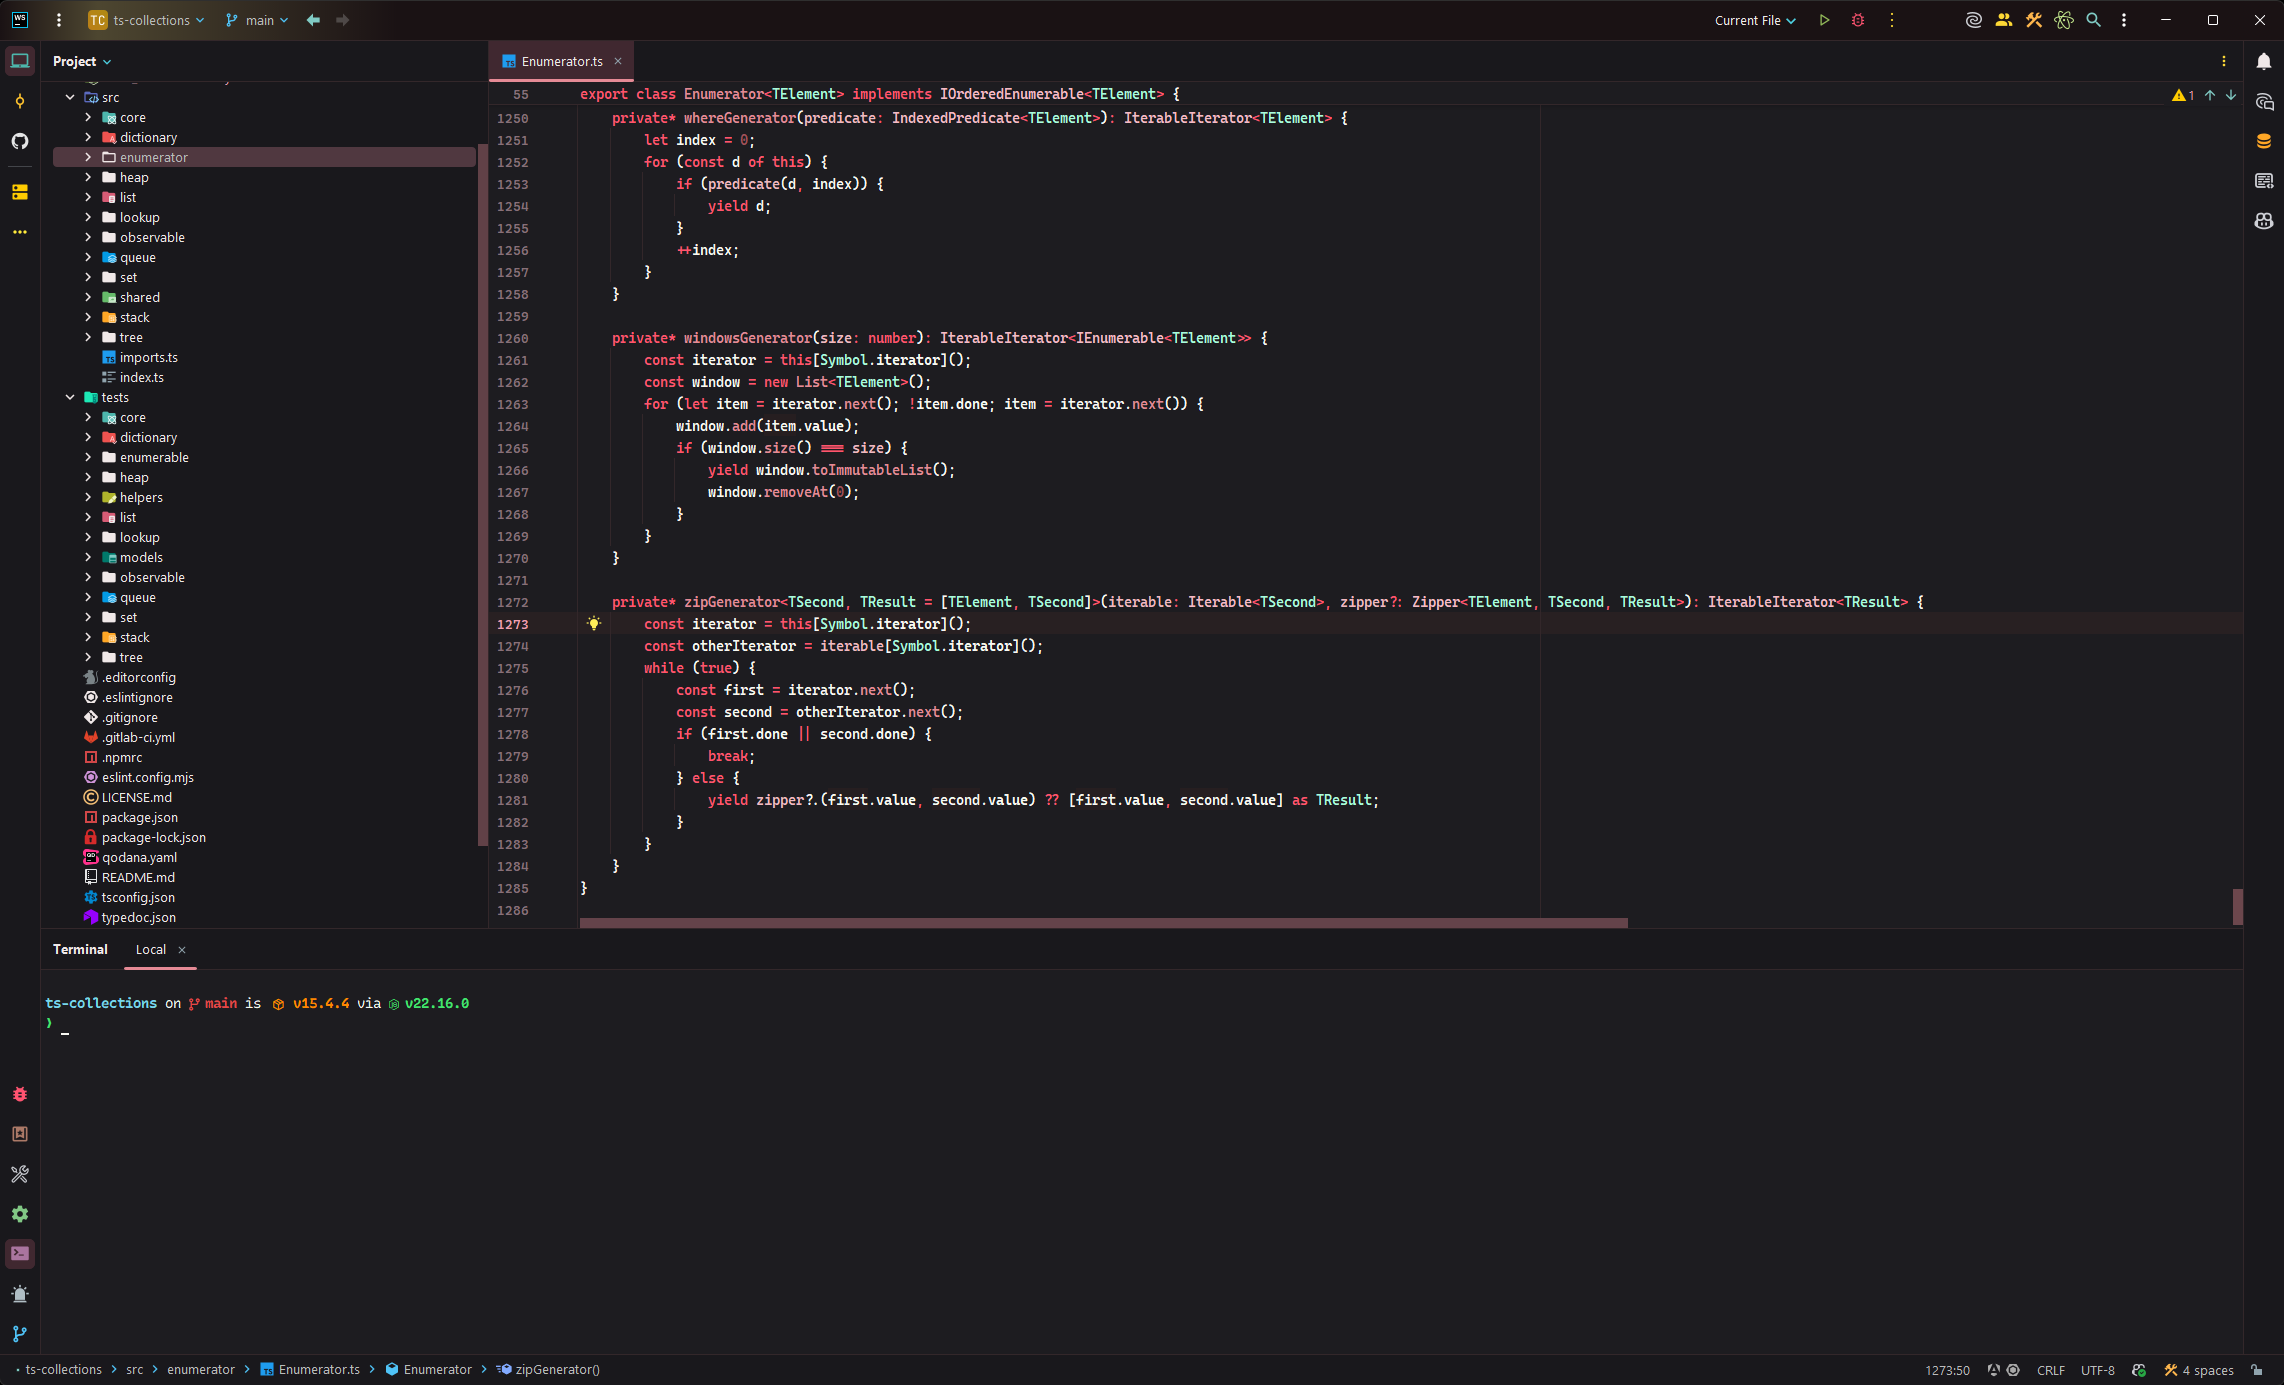 WS
TC ts-collections main
Current File
Project
Enumerator.ts
src
core
dictionary
enumerator
heap
list
lookup
observable
queue
set
shared
stack
tree
imports.ts
index.ts
tests
core
dictionary
enumerable
heap
helpers
list
lookup
models
observable
queue
set
stack
tree
.editorconfig
.eslintignore
.gitignore
.gitlab-ci.yml
.npmrc
eslint.config.mjs
LICENSE.md
package.json
package-lock.json
qodana.yaml
README.md
tsconfig.json
typedoc.json
55 export class Enumerator<TElement> implements IOrderedEnumerable<TElement> {
1
1250 private* whereGenerator(predicate: IndexedPredicate<TElement>): IterableIterator<TElement> {
1251 let index = 0;
1252 for (const d of this) {
1253 if (predicate(d, index)) {
1254 yield d;
1255 }
1256 ++index;
1257 }
1258 }
1259
1260 private* windowsGenerator(size: number): IterableIterator<IEnumerable<TElement>> {
1261 const iterator = this[Symbol.iterator]();
1262 const window = new List<TElement>();
1263 for (let item = iterator.next(); !item.done; item = iterator.next()) {
1264 window.add(item.value);
1265 if (window.size() === size) {
1266 yield window.toImmutableList();
1267 window.removeAt(0);
1268 }
1269 }
1270 }
1271
1272 private* zipGenerator<TSecond, TResult = [TElement, TSecond]>(iterable: Iterable<TSecond>, zipper?: Zipper<TElement, TSecond, TResult>): IterableIterator<TResult> {
1273 const iterator = this[Symbol.iterator]();
1274 const otherIterator = iterable[Symbol.iterator]();
1275 while (true) {
1276 const first = iterator.next();
1277 const second = otherIterator.next();
1278 if (first.done || second.done) {
1279 break;
1280 } else {
1281 yield zipper?.(first.value, second.value) ?? [first.value, second.value] as TResult;
1282 }
1283 }
1284 }
1285 }
1286
Terminal Local
ts-collections on main is v15.4.4 via v22.16.0
❯ _
ts-collections > src > enumerator > Enumerator.ts > Enumerator > zipGenerator()
1273:50 CRLF UTF-8 4 spaces